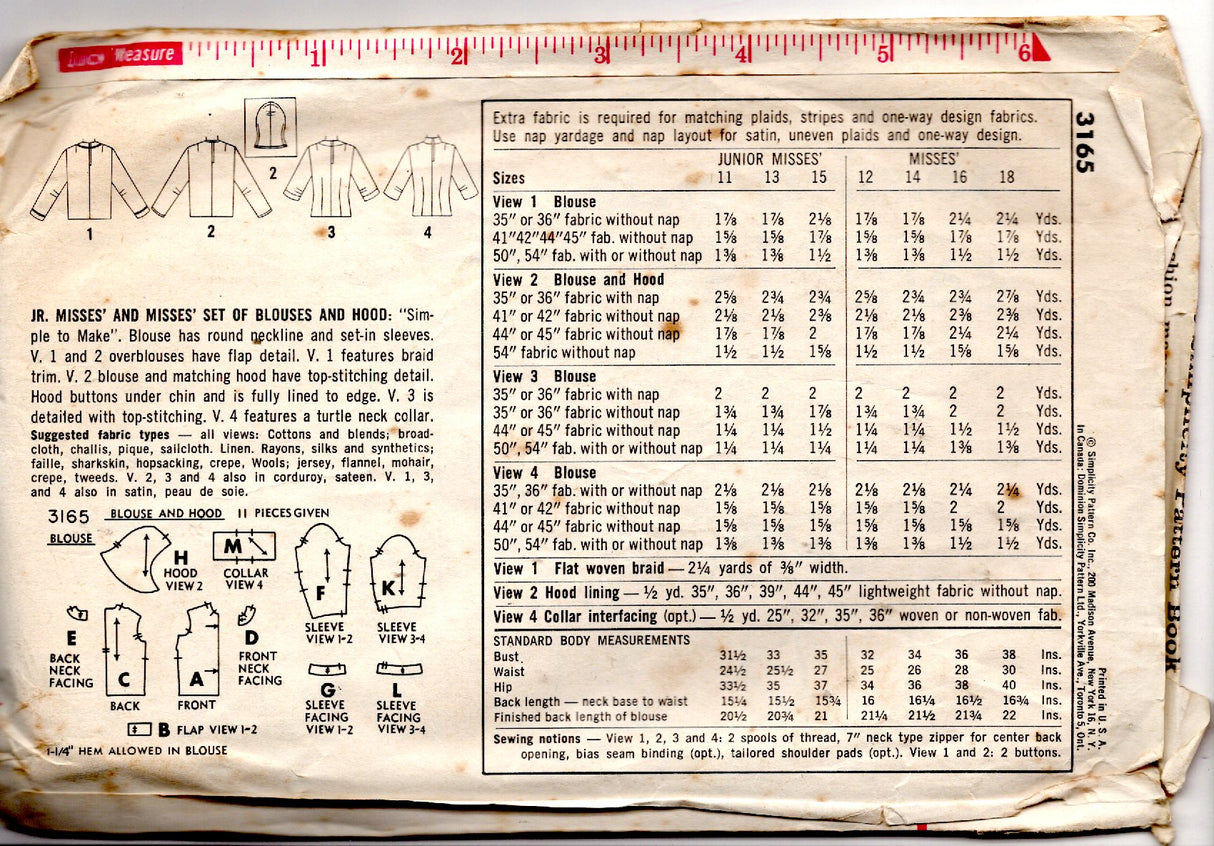 Measure
1 2 3 4 5 6
2
1 2 3 4
JR. MISSES' AND MISSES' SET OF BLOUSES AND HOOD: "Sim-
ple to Make". Blouse has round neckline and set-in sleeves.
V. 1 and 2 overblouses have flap detail. V. 1 features braid
trim. V. 2 blouse and matching hood have top-stitching detail.
Hood buttons under chin and is fully lined to edge. V. 3 is
detailed with top-stitching. V. 4 features a turtle neck collar.
Suggested fabric types — all views: Cottons and blends; broad-
cloth, challis, pique, sailcloth. Linen. Rayons, silks and synthetics;
faille, sharkskin, hopsacking, crepe, Wools; jersey, flannel, mohair,
crepe, tweeds. V. 2, 3 and 4 also in corduroy, sateen. V. 1, 3,
and 4 also in satin, peau de soie.
3165 BLOUSE AND HOOD 11 PIECES GIVEN
BLOUSE
H
HOOD
VIEW 2
M
COLLAR
VIEW 4
F
SLEEVE
VIEW 1-2
K
SLEEVE
VIEW 3-4
E
BACK
NECK
FACING
C
BACK
A
FRONT
D
FRONT
NECK
FACING
G
SLEEVE
FACING
VIEW 1-2
L
SLEEVE
FACING
VIEW 3-4
B FLAP VIEW 1-2
1-1/4" HEM ALLOWED IN BLOUSE
Extra fabric is required for matching plaids, stripes and one-way design fabrics.
Use nap yardage and nap layout for satin, uneven plaids and one-way design.
JUNIOR MISSES' MISSES'
Sizes 11 13 15 12 14 16 18
View 1 Blouse
35" or 36" fabric without nap 1⅞ 1⅞ 2⅛ 1⅞ 1⅞ 2¼ 2¼ Yds.
41"42"44"45" fab. without nap 1⅝ 1⅝ 1⅞ 1⅝ 1⅝ 1⅞ 1⅞ Yds.
50", 54" fab. with or without nap 1⅜ 1⅜ 1½ 1⅜ 1⅜ 1½ 1½ Yds.
View 2 Blouse and Hood
35" or 36" fabric with nap 2⅝ 2¾ 2¾ 2⅝ 2¾ 2¾ 2⅞ Yds.
41" or 42" fabric without nap 2⅛ 2⅛ 2⅜ 2⅛ 2⅛ 2⅜ 2⅜ Yds.
44" or 45" fabric without nap 1⅞ 1⅞ 2 1⅞ 1⅞ 2¼ 2¼ Yds.
54" fabric without nap 1½ 1½ 1⅝ 1½ 1½ 1⅝ 1⅝ Yds.
View 3 Blouse
35" or 36" fabric with nap 2 2 2 2 2 2 2 Yds.
35" or 36" fabric without nap 1¾ 1¾ 1⅞ 1¾ 1¾ 2 2 Yds.
44" or 45" fabric without nap 1¼ 1¼ 1½ 1¼ 1¼ 1½ 1½ Yds.
50", 54" fab. with or without nap 1¼ 1¼ 1¼ 1¼ 1¼ 1⅜ 1⅜ Yds.
View 4 Blouse
35", 36" fab. with or without nap 2⅛ 2⅛ 2⅛ 2⅛ 2⅛ 2¼ 2¼ Yds.
41" or 42" fabric without nap 1⅝ 1⅝ 1⅝ 1⅝ 1⅝ 2 2 Yds.
44" or 45" fabric without nap 1⅝ 1⅝ 1⅝ 1⅝ 1⅝ 1⅝ 1⅝ Yds.
50", 54" fab. with or without nap 1⅜ 1⅜ 1⅜ 1⅜ 1⅜ 1½ 1½ Yds.
View 1 Flat woven braid — 2¼ yards of ⅜" width.
View 2 Hood lining — ½ yd. 35", 36", 39", 44", 45" lightweight fabric without nap.
View 4 Collar interfacing (opt.) — ½ yd. 25", 32", 35", 36" woven or non-woven fab.
STANDARD BODY MEASUREMENTS
Bust 31½ 33 35 32 34 36 38 Ins.
Waist 24½ 25½ 27 25 26 28 30 Ins.
Hip 33½ 35 37 34 36 38 40 Ins.
Back length — neck base to waist 15¼ 15½ 15¾ 16 16¼ 16½ 16¾ Ins.
Finished back length of blouse 20½ 20¾ 21 21¼ 21½ 21¾ 22 Ins.
Sewing notions — View 1, 2, 3 and 4: 2 spools of thread, 7" neck type zipper for center back
opening, bias seam binding (opt.), tailored shoulder pads (opt.). View 1 and 2: 2 buttons.
3165
Printed in U. S. A.
© Simplicity Pattern Co. Inc., 200 Madison Avenue, New York 16, N. Y.
In Canada: Dominion Simplicity Pattern Ltd., Yorkville Ave., Toronto 5, Ont.
Pattern Book